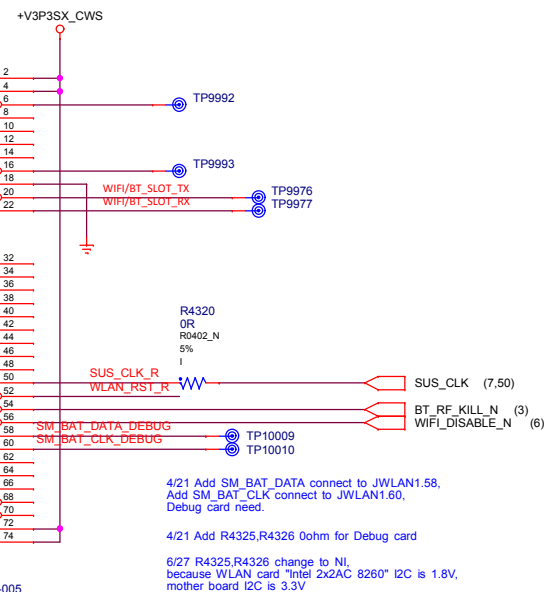 +V3P3SX_CWS
2
4
6
TP9992
8
10
12
14
16
TP9993
18
20
WIFI/BT_SLOT_TX
TP9976
22
WIFI/BT_SLOT_RX
TP9977
32
34
36
38
40
42
44
46
48
R4320
0R
R0402_N
5%
I
50
SUS_CLK_R
SUS_CLK (7,50)
52
WLAN_RST_R
54
BT_RF_KILL_N (3)
56
WIFI_DISABLE_N (6)
58
SM_BAT_DATA_DEBUG
TP10009
60
SM_BAT_CLK_DEBUG
TP10010
62
64
66
68
70
72
74
4/21 Add SM_BAT_DATA connect to JWLAN1.58,
Add SM_BAT_CLK connect to JWLAN1.60,
Debug card need.
4/21 Add R4325,R4326 0ohm for Debug card
6/27 R4325,R4326 change to NI,
because WLAN card "Intel 2x2AC 8260" I2C is 1.8V,
mother board I2C is 3.3V
-005